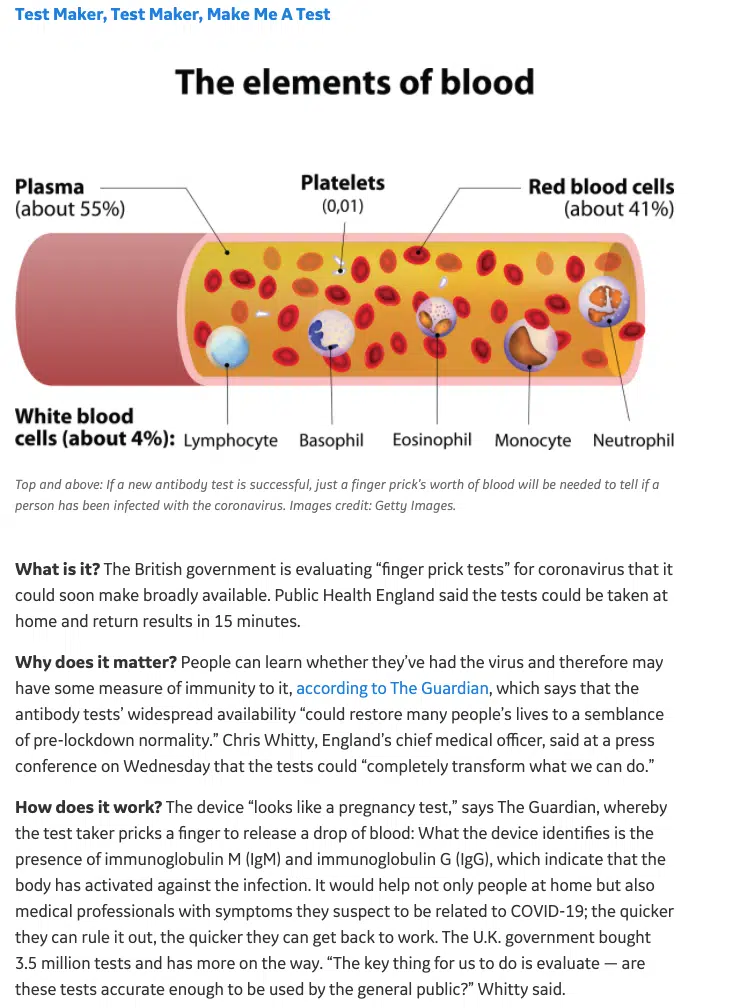 Test Maker, Test Maker, Make Me A Test
The elements of blood
Plasma
(about 55%)
Platelets
(0,01)
Red blood cells
(about 41%)
White blood
cells (about 4%): Lymphocyte Basophil Eosinophil Monocyte Neutrophil
Top and above: If a new antibody test is successful, just a finger prick's worth of blood will be needed to tell if a
person has been infected with the coronavirus. Images credit: Getty Images.
What is it? The British government is evaluating “finger prick tests” for coronavirus that it
could soon make broadly available. Public Health England said the tests could be taken at
home and return results in 15 minutes.
Why does it matter? People can learn whether they’ve had the virus and therefore may
have some measure of immunity to it, according to The Guardian, which says that the
antibody tests’ widespread availability “could restore many people’s lives to a semblance
of pre-lockdown normality.” Chris Whitty, England’s chief medical officer, said at a press
conference on Wednesday that the tests could “completely transform what we can do.”
How does it work? The device “looks like a pregnancy test,” says The Guardian, whereby
the test taker pricks a finger to release a drop of blood: What the device identifies is the
presence of immunoglobulin M (IgM) and immunoglobulin G (IgG), which indicate that the
body has activated against the infection. It would help not only people at home but also
medical professionals with symptoms they suspect to be related to COVID-19; the quicker
they can rule it out, the quicker they can get back to work. The U.K. government bought
3.5 million tests and has more on the way. “The key thing for us to do is evaluate — are
these tests accurate enough to be used by the general public?” Whitty said.